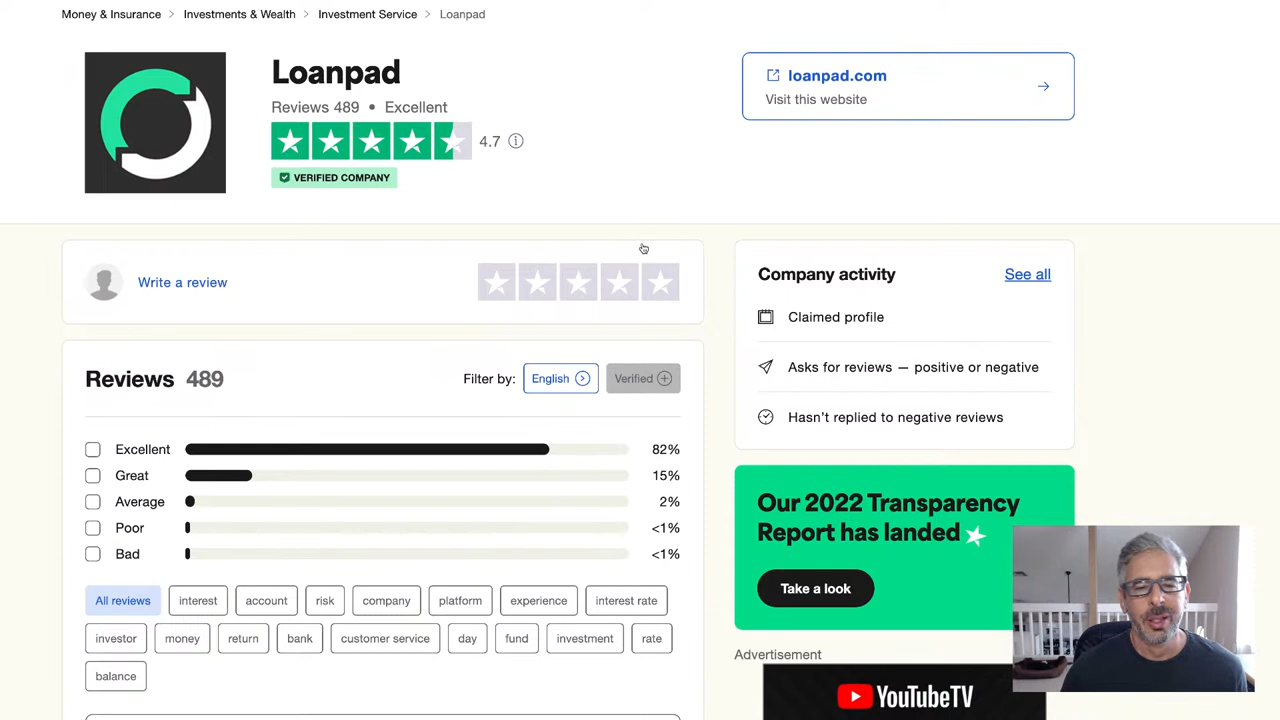 Money & Insurance > Investments & Wealth > Investment Service > Loanpad
Loanpad
Reviews 489 • Excellent
4.7
VERIFIED COMPANY
loanpad.com
Visit this website
Write a review
Reviews 489
Filter by: English Verified
Excellent 82%
Great 15%
Average 2%
Poor <1%
Bad <1%
All reviews interest account risk company platform experience interest rate
investor money return bank customer service day fund investment rate
balance
Company activity See all
Claimed profile
Asks for reviews — positive or negative
Hasn't replied to negative reviews
Our 2022 Transparency
Report has landed
Take a look
Advertisement
YouTubeTV